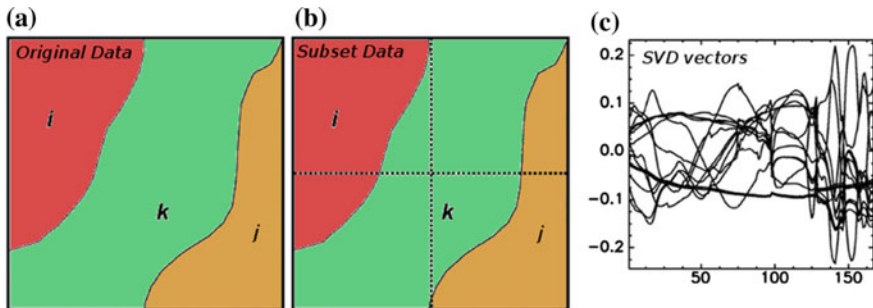 (a)
Original Data
i
k
j
(b)
Subset Data
i
k
j
(c)
SVD vectors
0.2
0.1
0.0
-0.1
-0.2
50
100
150